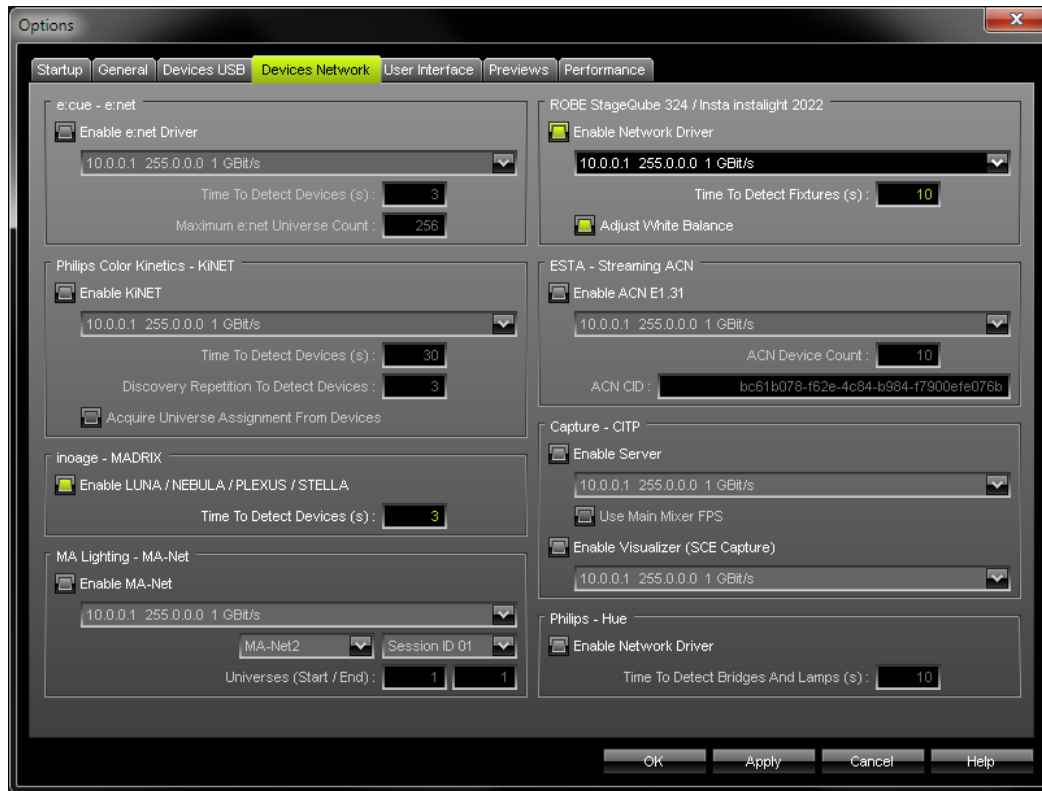 Options
Startup General Devices USB Devices Network User Interface Previews Performance
e:cue - e:net
Enable e:net Driver
10.0.0.1 255.0.0.0 1 GBit/s
Time To Detect Devices (s) : 3
Maximum e:net Universe Count : 256
Philips Color Kinetics - KiNET
Enable KiNET
10.0.0.1 255.0.0.0 1 GBit/s
Time To Detect Devices (s) : 30
Discovery Repetition To Detect Devices : 3
Acquire Universe Assignment From Devices
inoage - MADRIX
Enable LUNA / NEBULA / PLEXUS / STELLA
Time To Detect Devices (s) : 3
MA Lighting - MA-Net
Enable MA-Net
10.0.0.1 255.0.0.0 1 GBit/s
MA-Net2 Session ID 01
Universes (Start / End) : 1 1
ROBE StageQube 324 / Insta instalight 2022
Enable Network Driver
10.0.0.1 255.0.0.0 1 GBit/s
Time To Detect Fixtures (s) : 10
Adjust White Balance
ESTA - Streaming ACN
Enable ACN E1.31
10.0.0.1 255.0.0.0 1 GBit/s
ACN Device Count : 10
ACN CID : bc61b078-f62e-4c84-b984-f7900efe076b
Capture - CITP
Enable Server
10.0.0.1 255.0.0.0 1 GBit/s
Use Main Mixer FPS
Enable Visualizer (SCE Capture)
10.0.0.1 255.0.0.0 1 GBit/s
Philips - Hue
Enable Network Driver
Time To Detect Bridges And Lamps (s) : 10
OK Apply Cancel Help